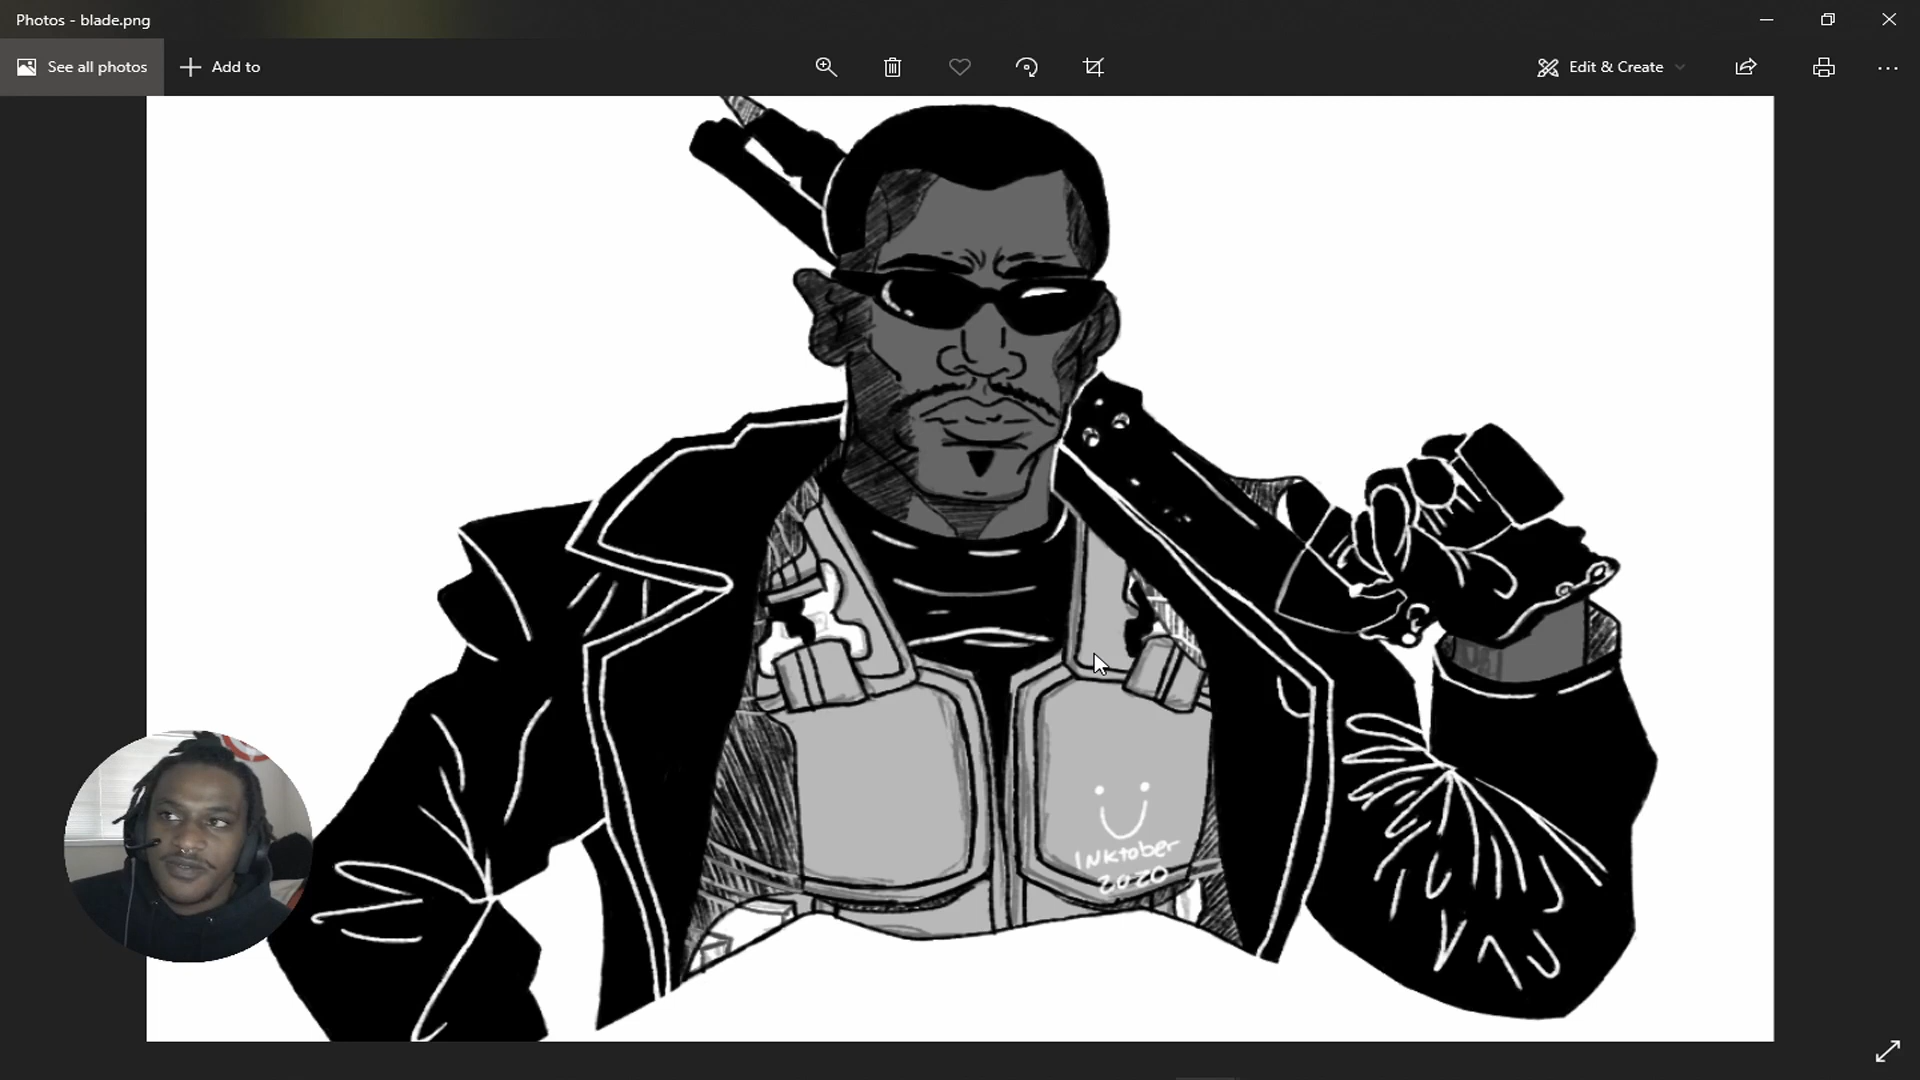 Photos - blade.png
See all photos
Add to
Edit & Create
INktober
2020